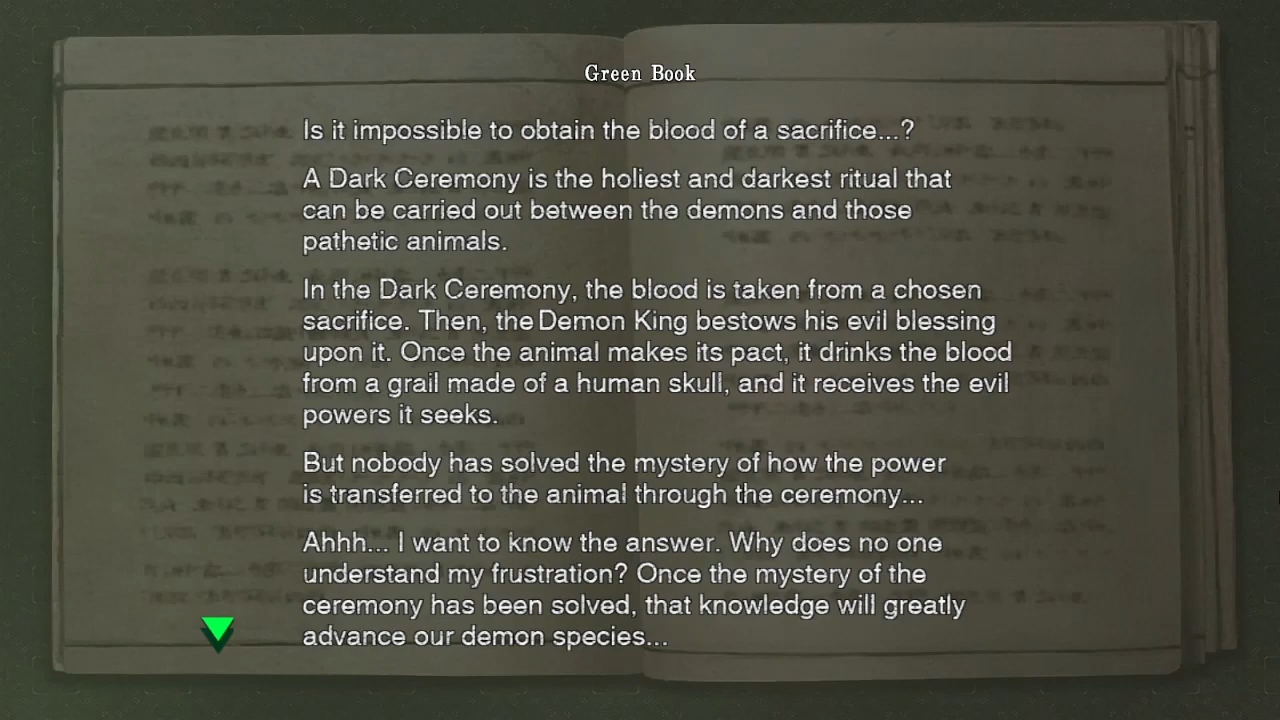 Green Book
Is it impossible to obtain the blood of a sacrifice...?
A Dark Ceremony is the holiest and darkest ritual that
can be carried out between the demons and those
pathetic animals.
In the Dark Ceremony, the blood is taken from a chosen
sacrifice. Then, the Demon King bestows his evil blessing
upon it. Once the animal makes its pact, it drinks the blood
from a grail made of a human skull, and it receives the evil
powers it seeks.
But nobody has solved the mystery of how the power
is transferred to the animal through the ceremony...
Ahhh... I want to know the answer. Why does no one
understand my frustration? Once the mystery of the
ceremony has been solved, that knowledge will greatly
advance our demon species...